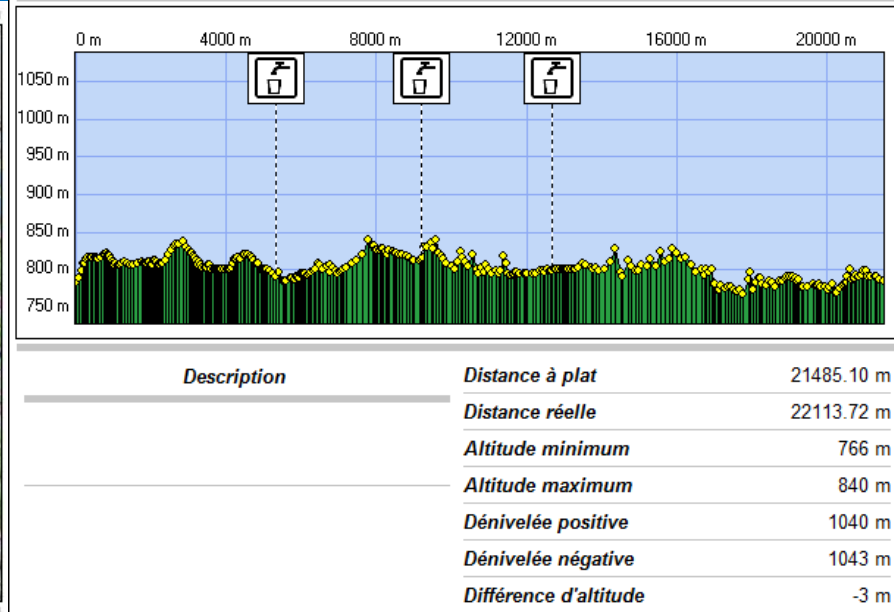 0 m 4000 m 8000 m 12000 m 16000 m 20000 m
1050 m
1000 m
950 m
900 m
850 m
800 m
750 m
Description
Distance à plat 21485.10 m
Distance réelle 22113.72 m
Altitude minimum 766 m
Altitude maximum 840 m
Dénivelée positive 1040 m
Dénivelée négative 1043 m
Différence d'altitude -3 m